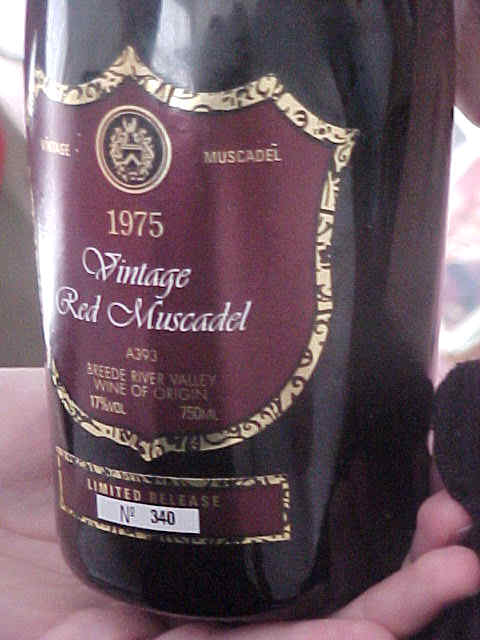 VINTAGE MUSCADEL
1975
Vintage
Red Muscadel
A393
BREEDE RIVER VALLEY
WINE OF ORIGIN
17%VOL 750ML
LIMITED RELEASE
Nº 340